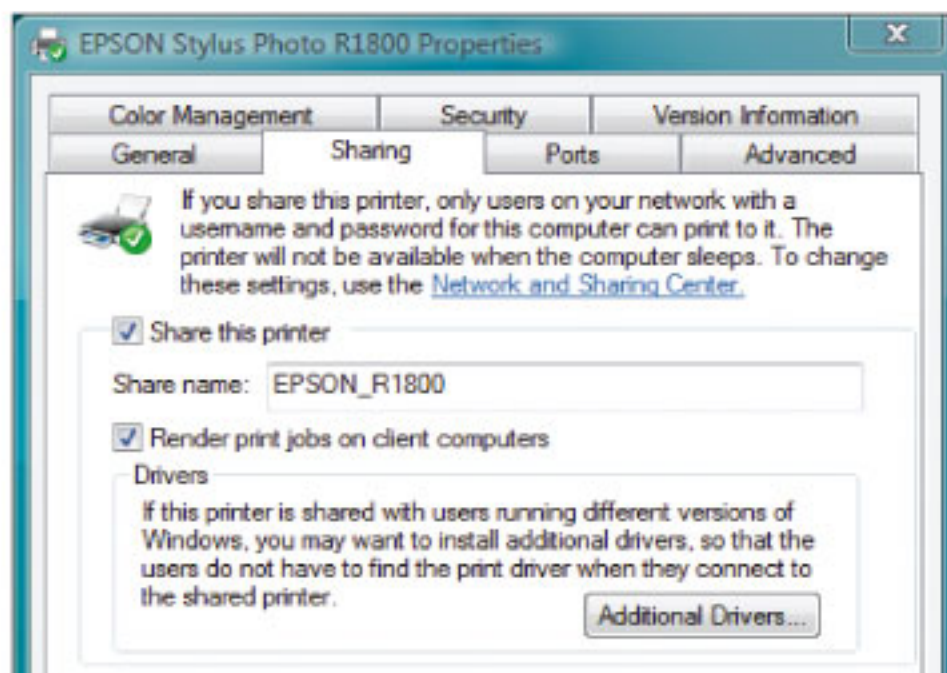 EPSON Stylus Photo R1800 Properties
Color Management Security Version Information
General Sharing Ports Advanced
If you share this printer, only users on your network with a
username and password for this computer can print to it. The
printer will not be available when the computer sleeps. To change
these settings, use the Network and Sharing Center.
Share this printer
Share name: EPSON_R1800
Render print jobs on client computers
Drivers
If this printer is shared with users running different versions of
Windows, you may want to install additional drivers, so that the
users do not have to find the print driver when they connect to
the shared printer.
Additional Drivers...